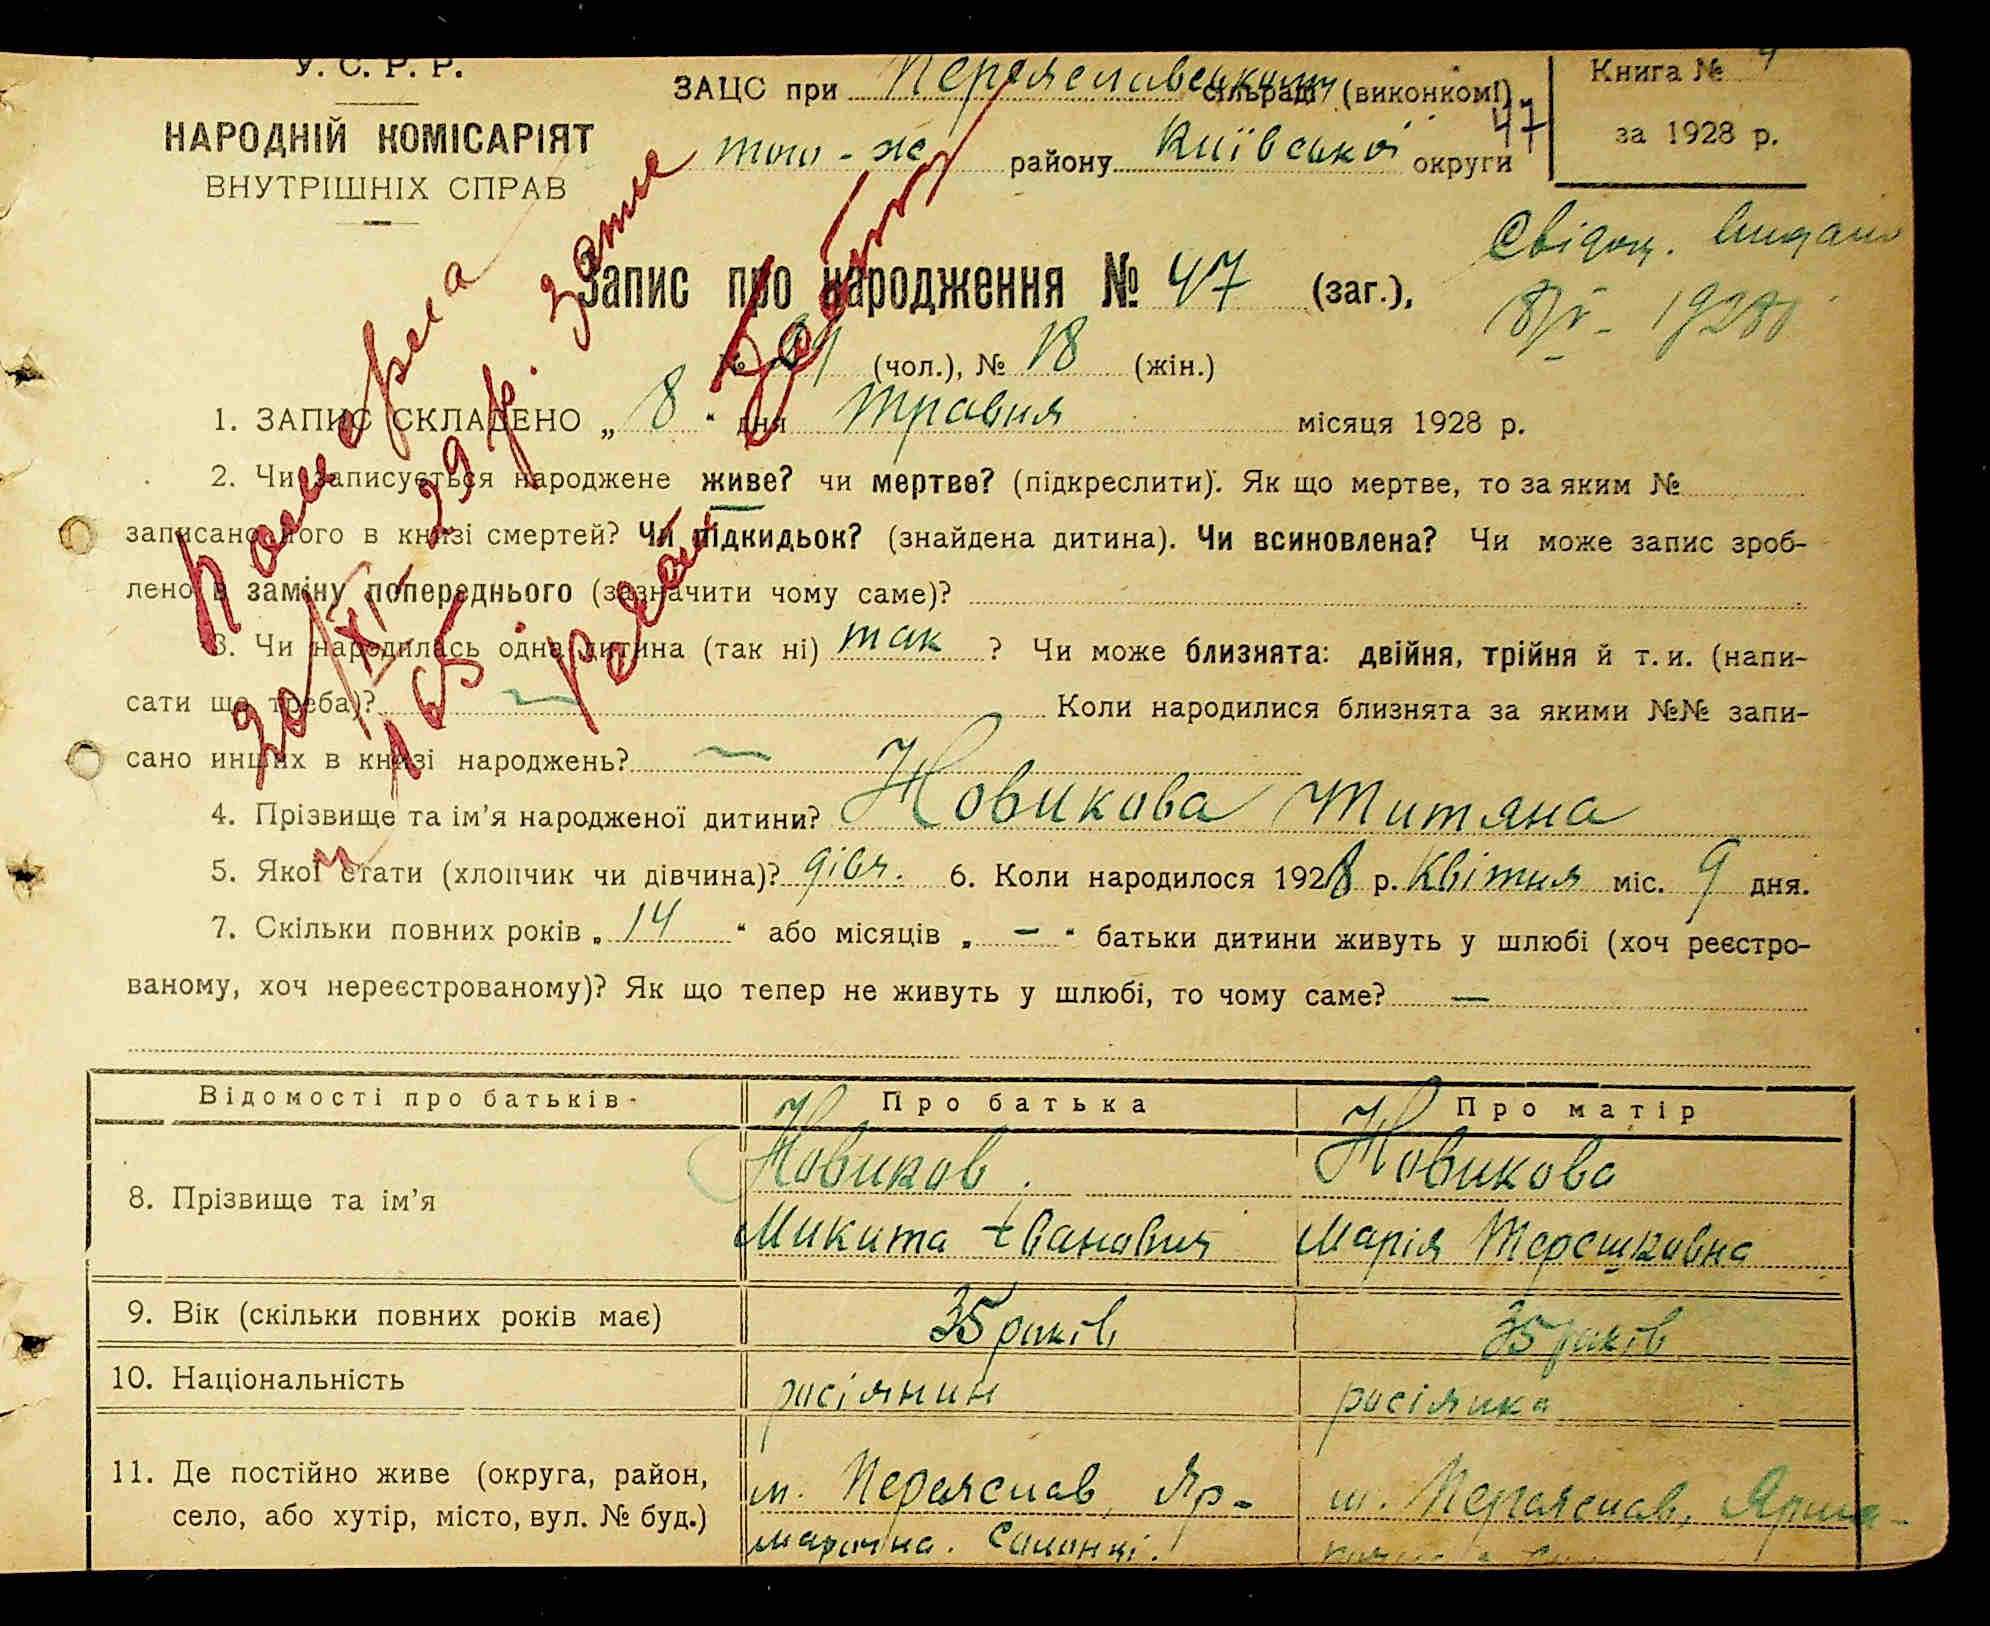 У. С. Р. Р.
НАРОДНІЙ КОМІСАРІЯТ
ВНУТРІШНІХ СПРАВ
ЗАЦС при Переяславським сільраді (виконкомі)
того-ж району Київської округи
47
Книга №
за 1928 р.
Свідоц. видано
8/V - 1928
Запис про народження № 47 (заг.),
№ (чол.), № 18 (жін.)
1. ЗАПИС СКЛАДЕНО „ 8 “ дня травня місяця 1928 р.
2. Чи записується народжене живе? чи мертве? (підкреслити). Як що мертве, то за яким №
записано його в книзі смертей? Чи підкидьок? (знайдена дитина). Чи всиновлена? Чи може запис зроб-
лено в заміну попереднього (зазначити чому саме)?
3. Чи народилась одна дитина (так ні) так ? Чи може близнята: двійня, трійня й т. и. (напи-
сати що треба)? Коли народилися близнята за якими №№ запи-
сано инших в книзі народжень?
4. Прізвище та ім’я народженої дитини? Новикова Титяна
5. Якої стати (хлопчик чи дівчина)? дівч. 6. Коли народилося 1928 р. Квітня міс. 9 дня.
7. Скільки повних років „ 14 “ або місяців „ — “ батьки дитини живуть у шлюбі (хоч реєстро-
ваному, хоч нереєстрованому)? Як що тепер не живуть у шлюбі, то чому саме? —
Відомості про батьків Про батька Про матір
8. Прізвище та ім’я Новиков Новикова
Микита Іванович Марія Терешковна
9. Вік (скільки повних років має) 35 років 35 років
10. Національність росіянин росіянка
11. Де постійно живе (округа, район, м. Переяслав, Яр- м. Переяслав, Ярма-
село, або хутір, місто, вул. № буд.) марочна. Солонці.